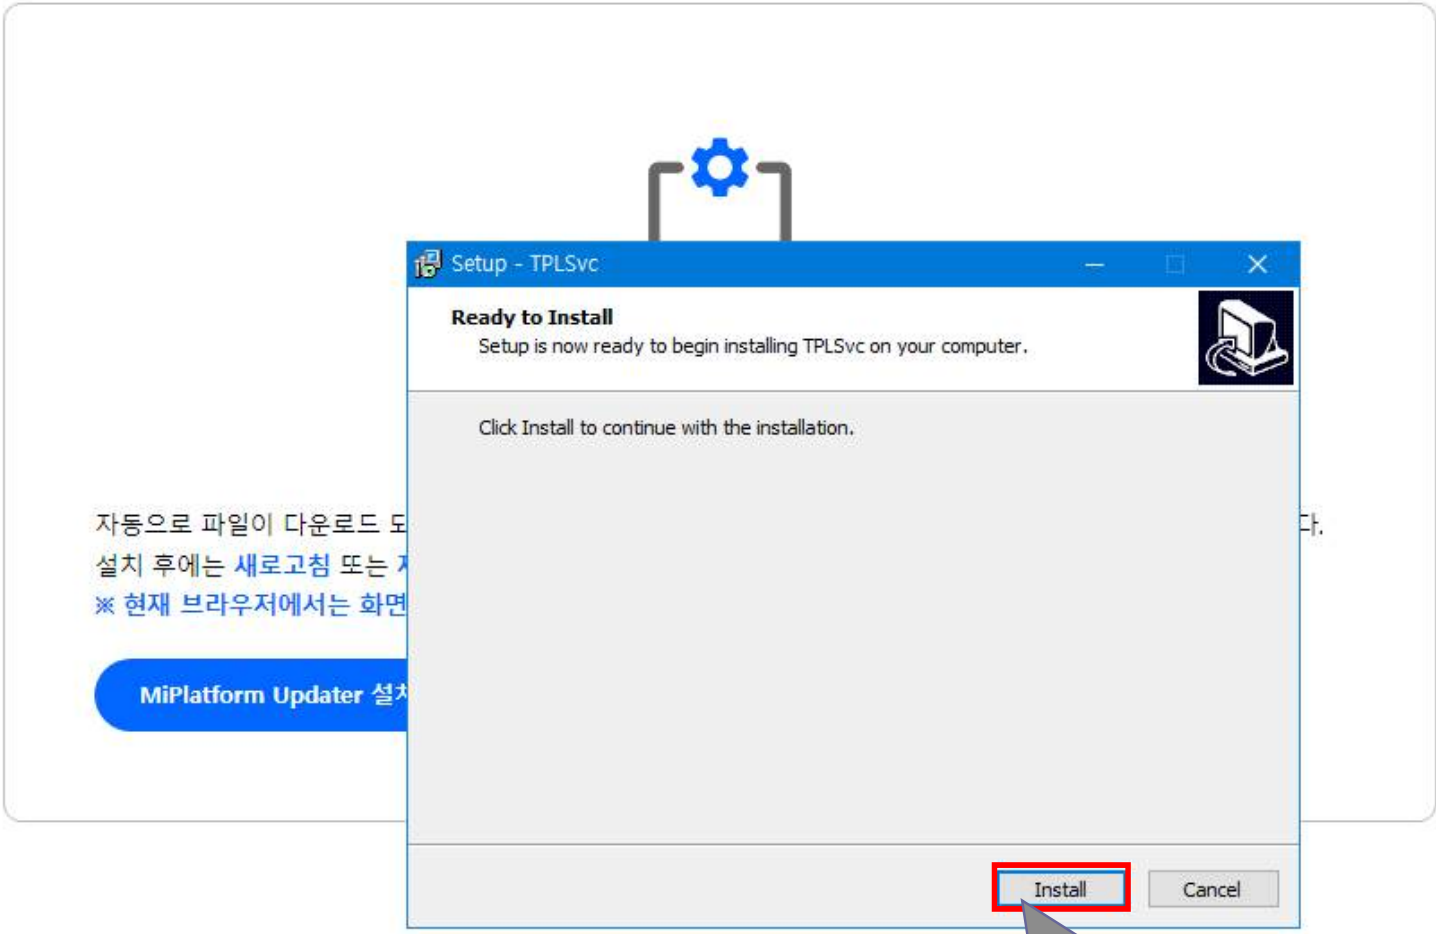 Setup - TPLSvc
Ready to Install
Setup is now ready to begin installing TPLSvc on your computer.
Click Install to continue with the installation.
자동으로 파일이 다운로드 다.
설치 후에는 새로고침 또는
※ 현재 브라우저에서는 화면
MiPlatform Updater 설치
Install Cancel